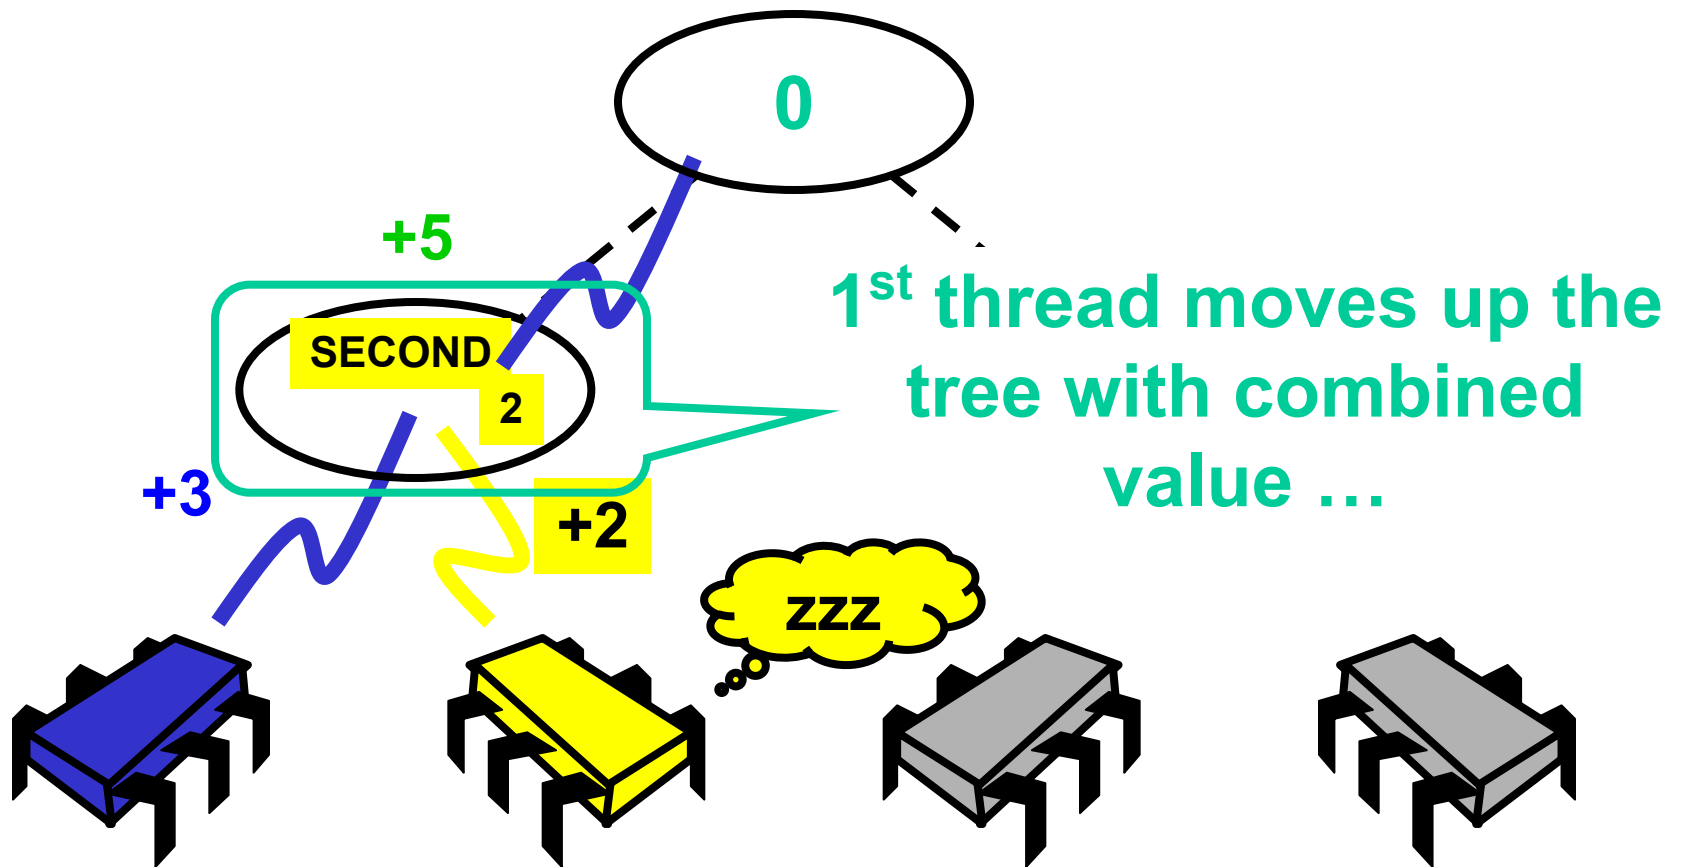 0
+5
1st thread moves up the
tree with combined
value …
SECOND
2
+3
+2
zzz